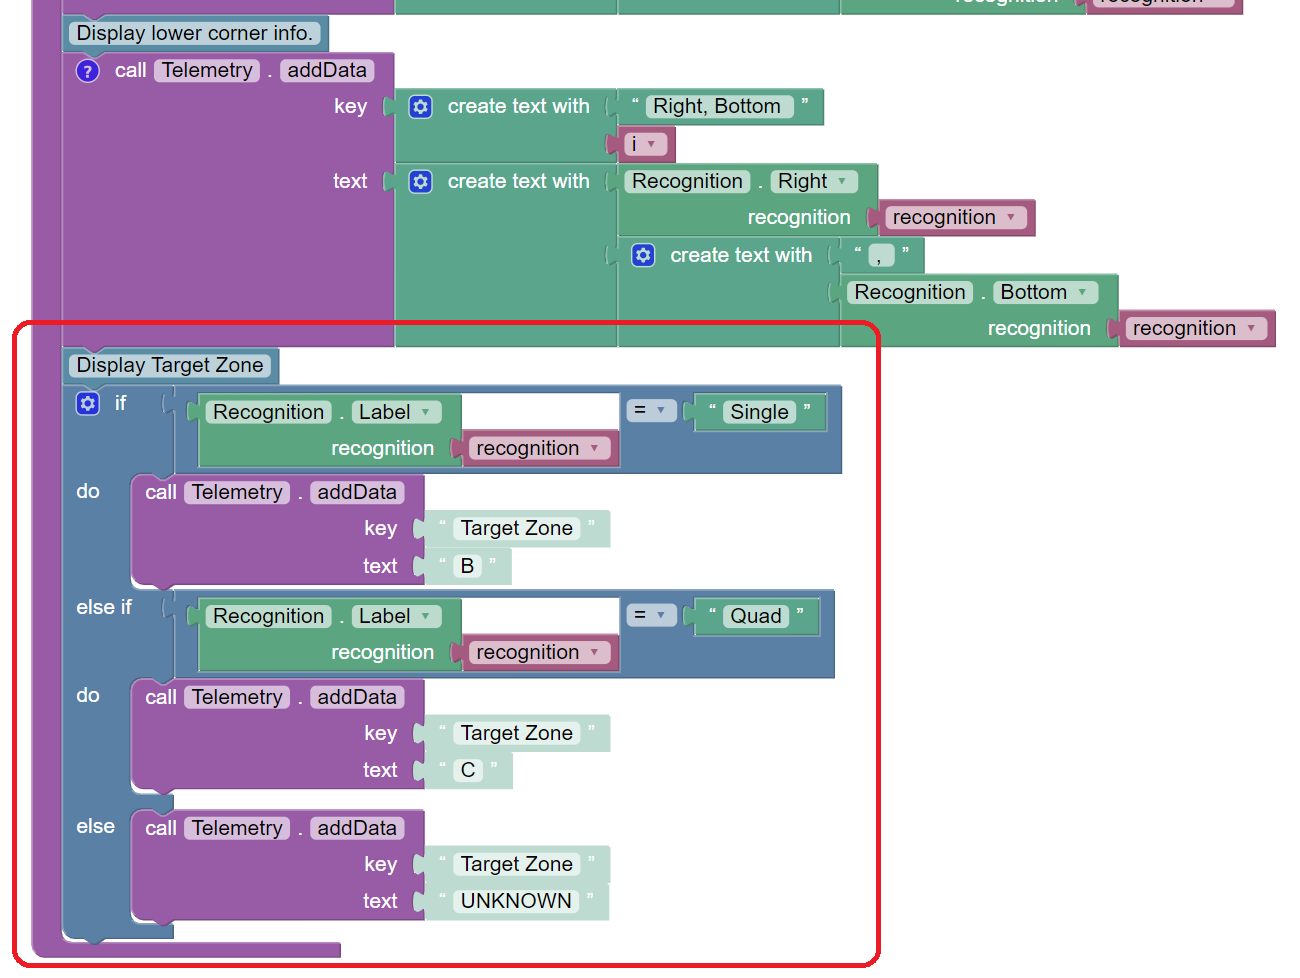 Display lower corner info.
? call Telemetry . addData
key create text with “ Right, Bottom ”
i
text create text with Recognition . Right
recognition recognition
create text with “ , ”
Recognition . Bottom
recognition recognition
Display Target Zone
if Recognition . Label = “ Single ”
recognition recognition
do call Telemetry . addData
key “ Target Zone ”
text “ B ”
else if Recognition . Label = “ Quad ”
recognition recognition
do call Telemetry . addData
key “ Target Zone ”
text “ C ”
else call Telemetry . addData
key “ Target Zone ”
text “ UNKNOWN ”